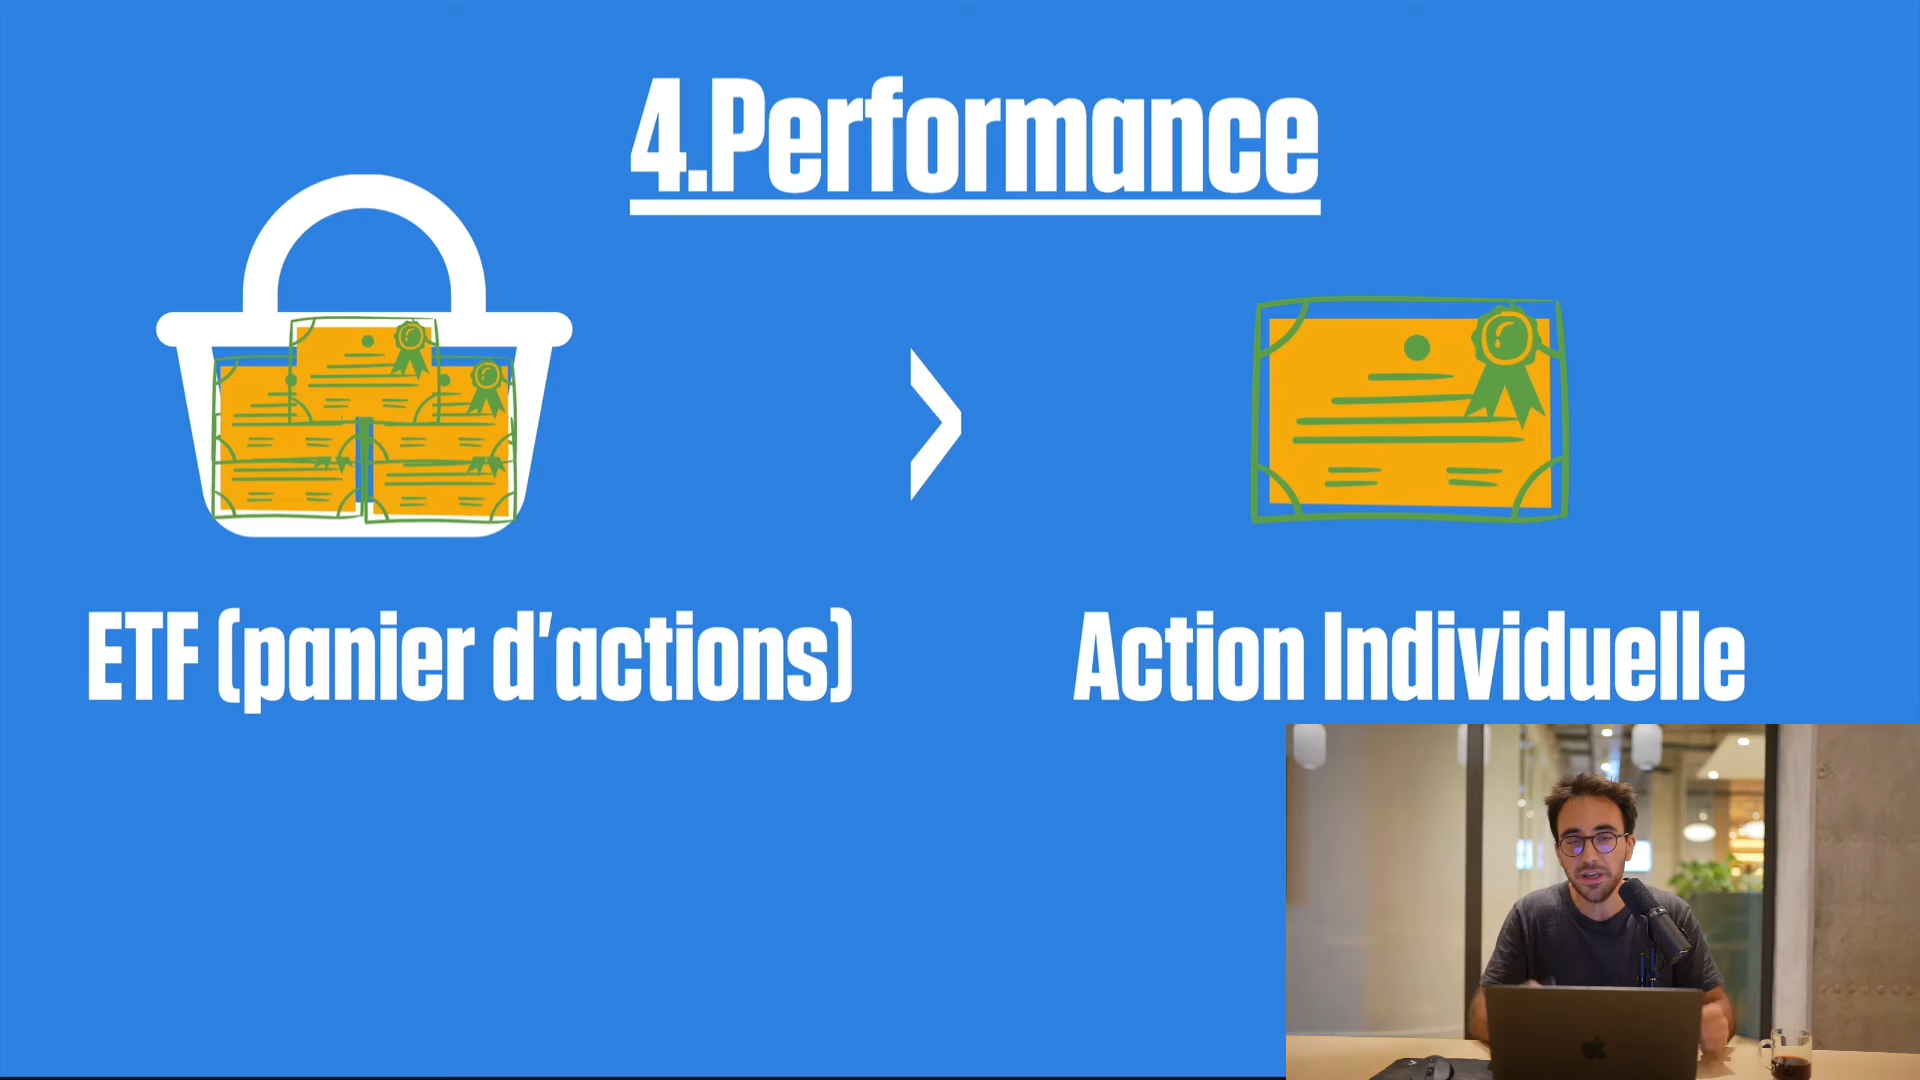 4.Performance
>
ETF (panier d'actions)
Action Individuelle